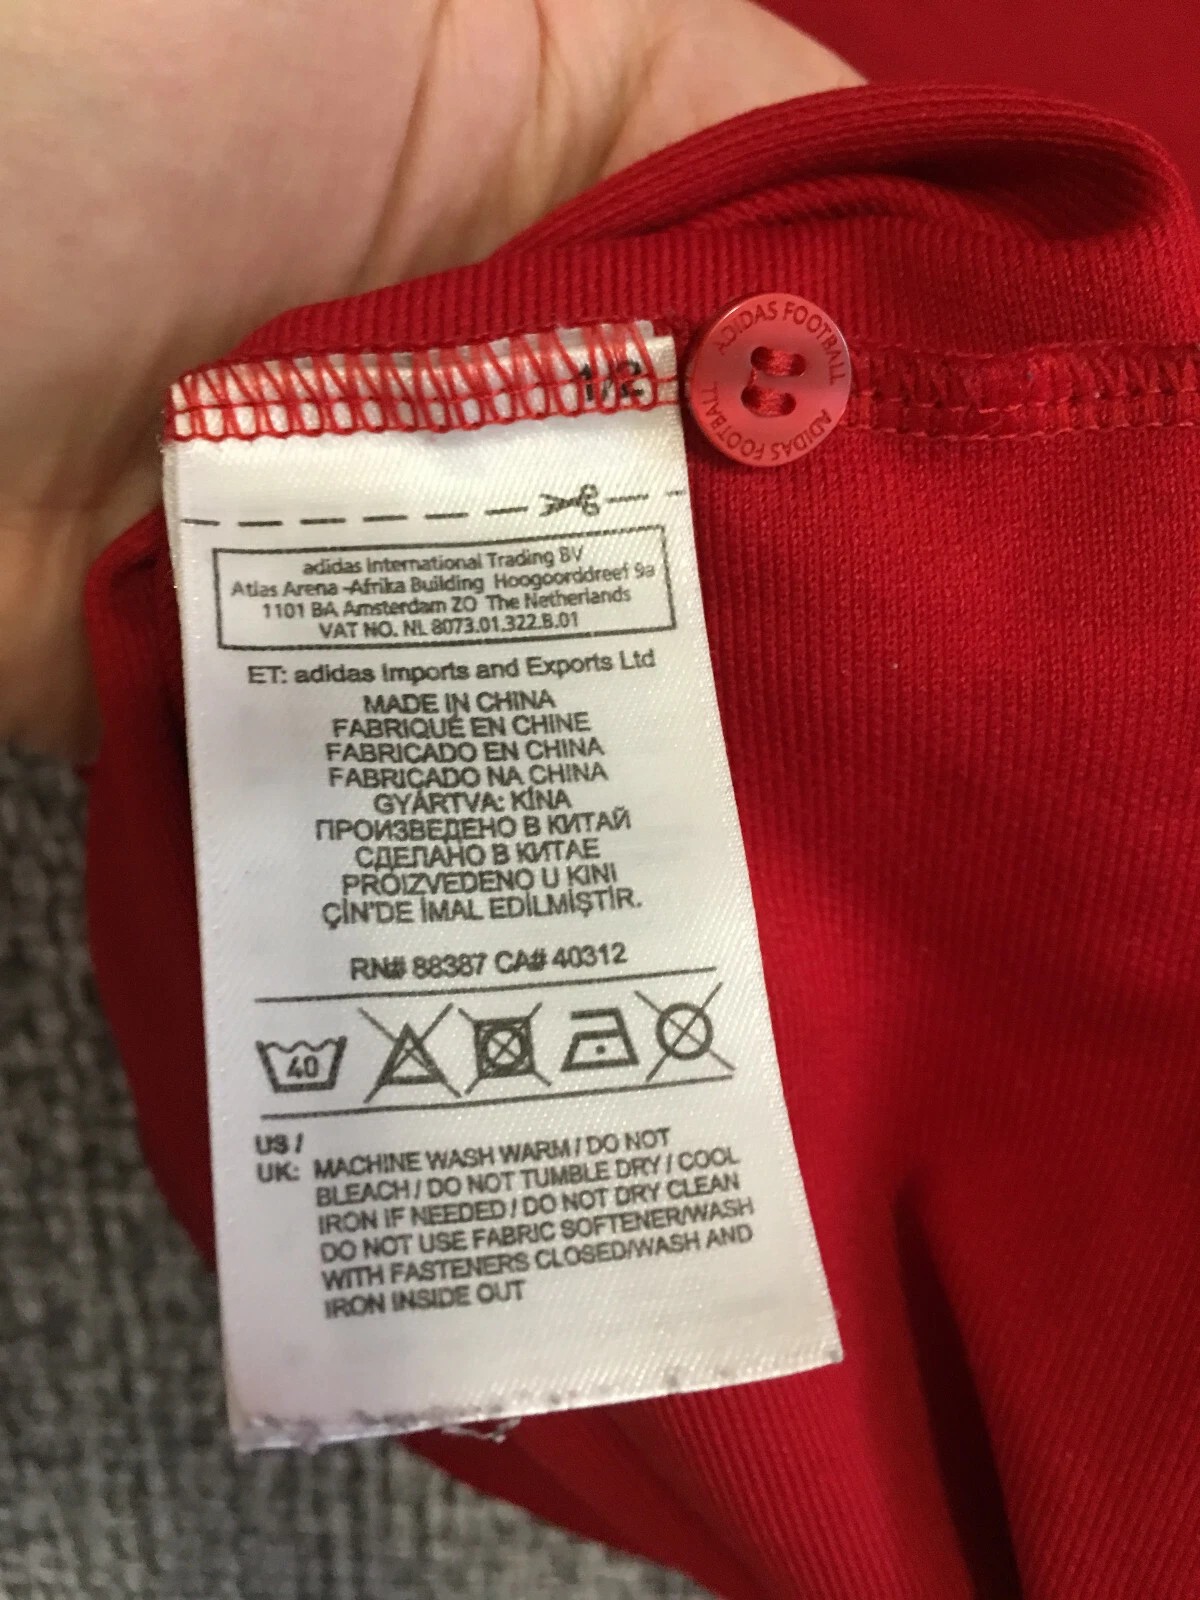 1/2
ADIDAS FOOTBALL
ADIDAS FOOTBALL
adidas International Trading BV
Atlas Arena -Afrika Building Hoogoorddreef 9a
1101 BA Amsterdam ZO The Netherlands
VAT NO. NL 8073.01.322.B.01
ET: adidas Imports and Exports Ltd
MADE IN CHINA
FABRIQUÉ EN CHINE
FABRICADO EN CHINA
FABRICADO NA CHINA
GYÁRTVA: KÍNA
ПРОИЗВЕДЕНО В КИТАЙ
СДЕЛАНО В КИТАЕ
PROIZVEDENO U KINI
ÇİN'DE İMAL EDİLMİŞTİR.
RN# 88387 CA# 40312
40
US /
UK: MACHINE WASH WARM / DO NOT
BLEACH / DO NOT TUMBLE DRY / COOL
IRON IF NEEDED / DO NOT DRY CLEAN
DO NOT USE FABRIC SOFTENER/WASH
WITH FASTENERS CLOSED/WASH AND
IRON INSIDE OUT